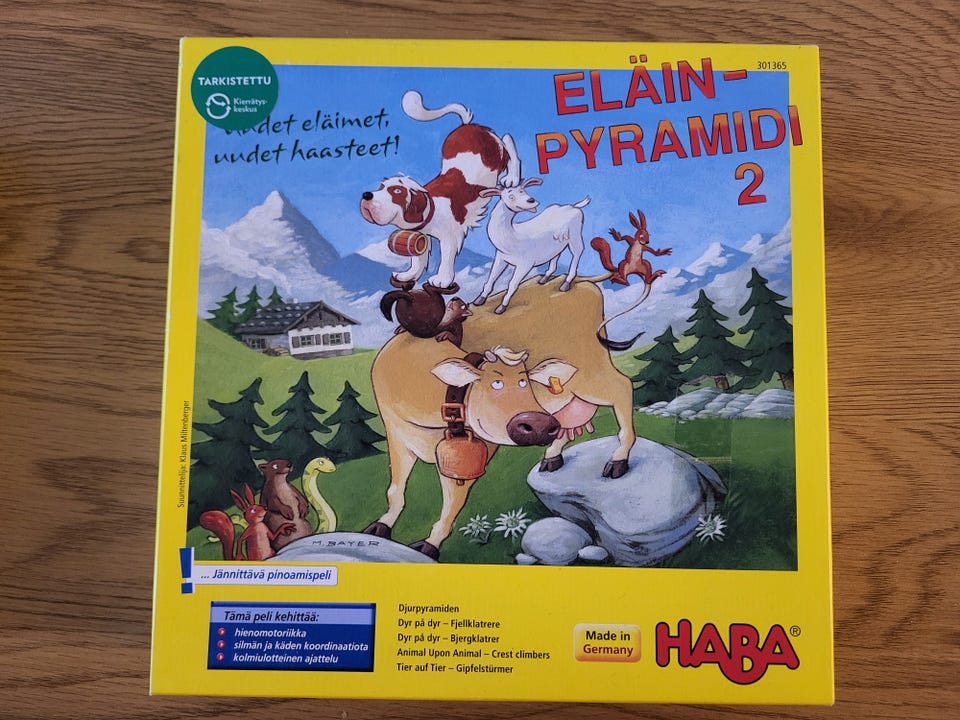 TARKISTETTU
Kierrätys-
keskus
301365
ELÄIN-
PYRAMIDI
2
Uudet eläimet,
uudet haasteet!
Suunnittelija: Klaus Miltenberger
M. BAYER
! ... Jännittävä pinoamispeli
Tämä peli kehittää:
hienomotoriikka
silmän ja käden koordinaatiota
kolmiulotteinen ajattelu
Djurpyramiden
Dyr på dyr – Fjellklatrere
Dyr på dyr – Bjergklatrer
Animal Upon Animal – Crest climbers
Tier auf Tier – Gipfelstürmer
Made in
Germany
HABA®